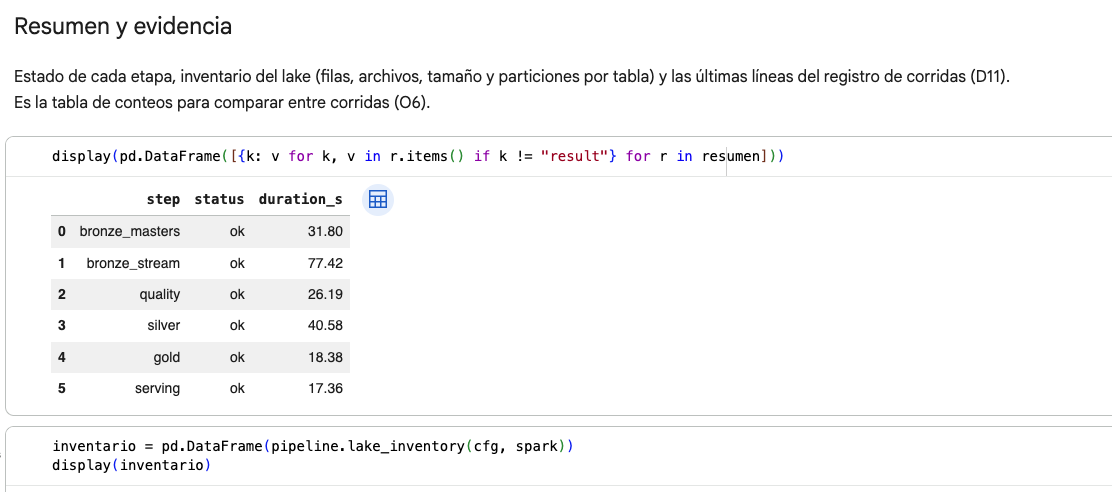 Resumen y evidencia
Estado de cada etapa, inventario del lake (filas, archivos, tamaño y particiones por tabla) y las últimas líneas del registro de corridas (D11).
Es la tabla de conteos para comparar entre corridas (O6).
display(pd.DataFrame([{k: v for k, v in r.items() if k != "result"} for r in resumen]))
step status duration_s
0 bronze_masters ok 31.80
1 bronze_stream ok 77.42
2 quality ok 26.19
3 silver ok 40.58
4 gold ok 18.38
5 serving ok 17.36
inventario = pd.DataFrame(pipeline.lake_inventory(cfg, spark))
display(inventario)